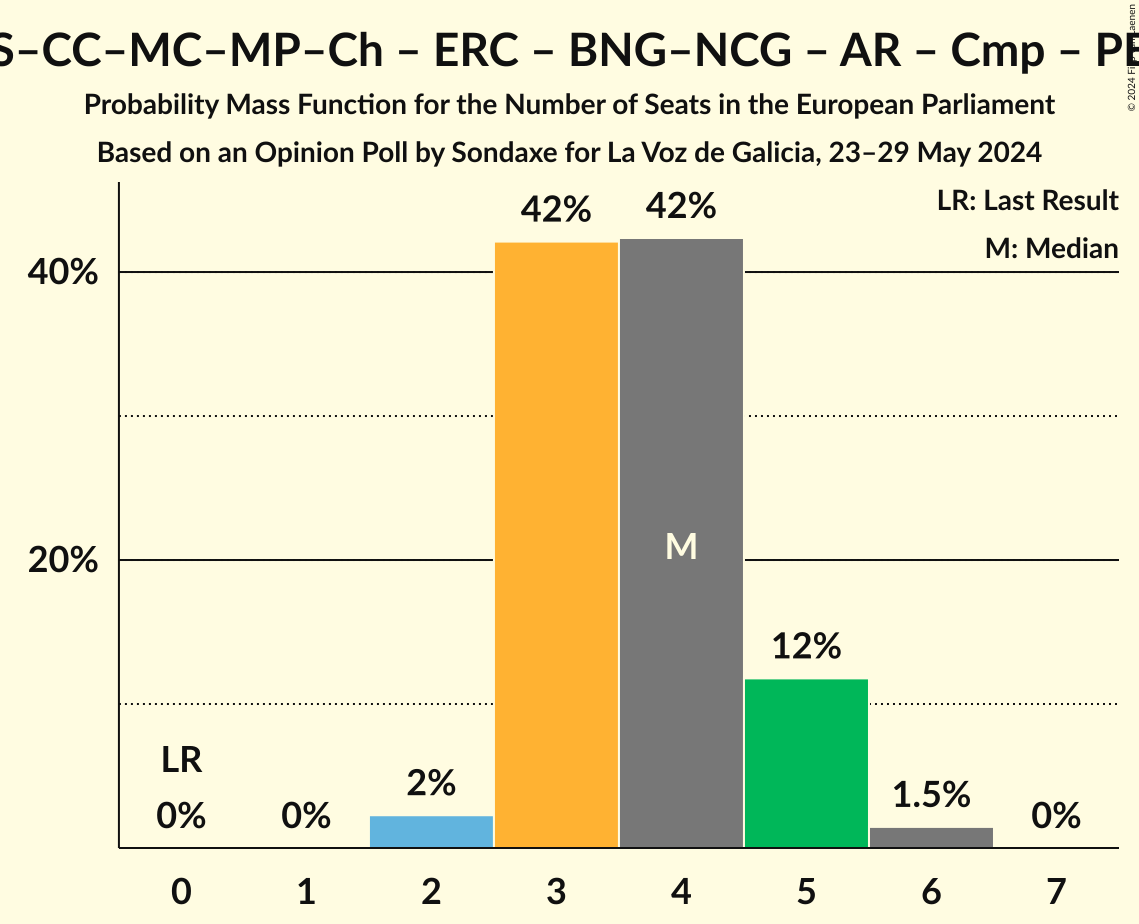 S–CC–MC–MP–Ch – ERC – BNG–NCG – AR – Cmp –
Probability Mass Function for the Number of Seats in the European Parliament
Based on an Opinion Poll by Sondaxe for La Voz de Galicia, 23–29 May 2024
LR: Last Result
M: Median
42%
42%
40%
M
20%
12%
LR
2%
1.5%
0%
0%
0%
0 1 2 3 4 5 6 7
© 2024